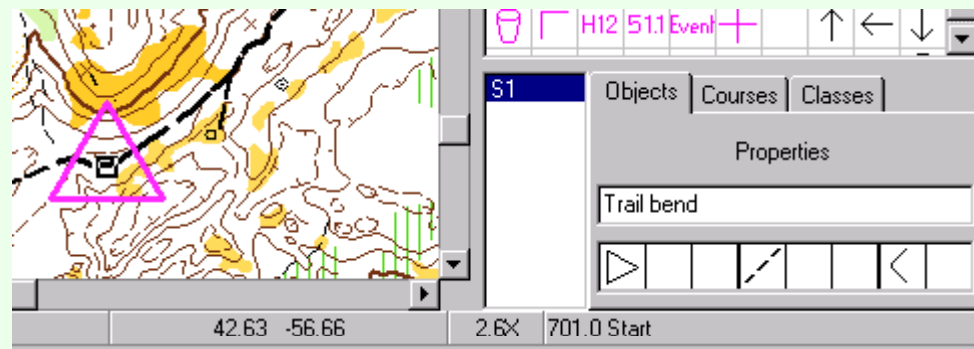 H12 51.1 Event
S1
Objects Courses Classes
Properties
Trail bend
42.63 -56.66 2.6X 701.0 Start